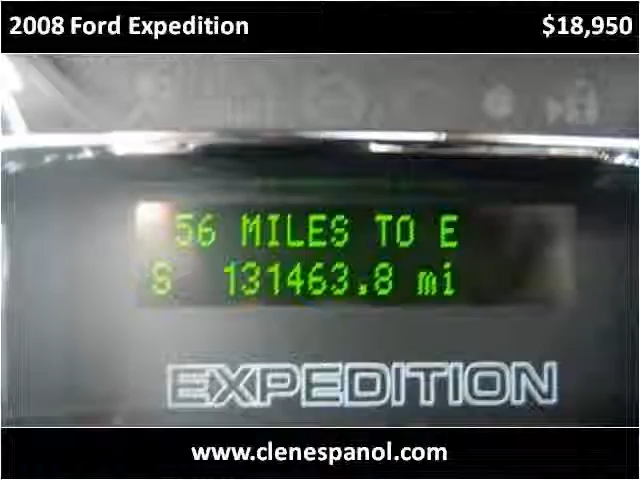 2008 Ford Expedition $18,950
56 MILES TO E
S 131463.8 mi
EXPEDITION
www.clenespanol.com